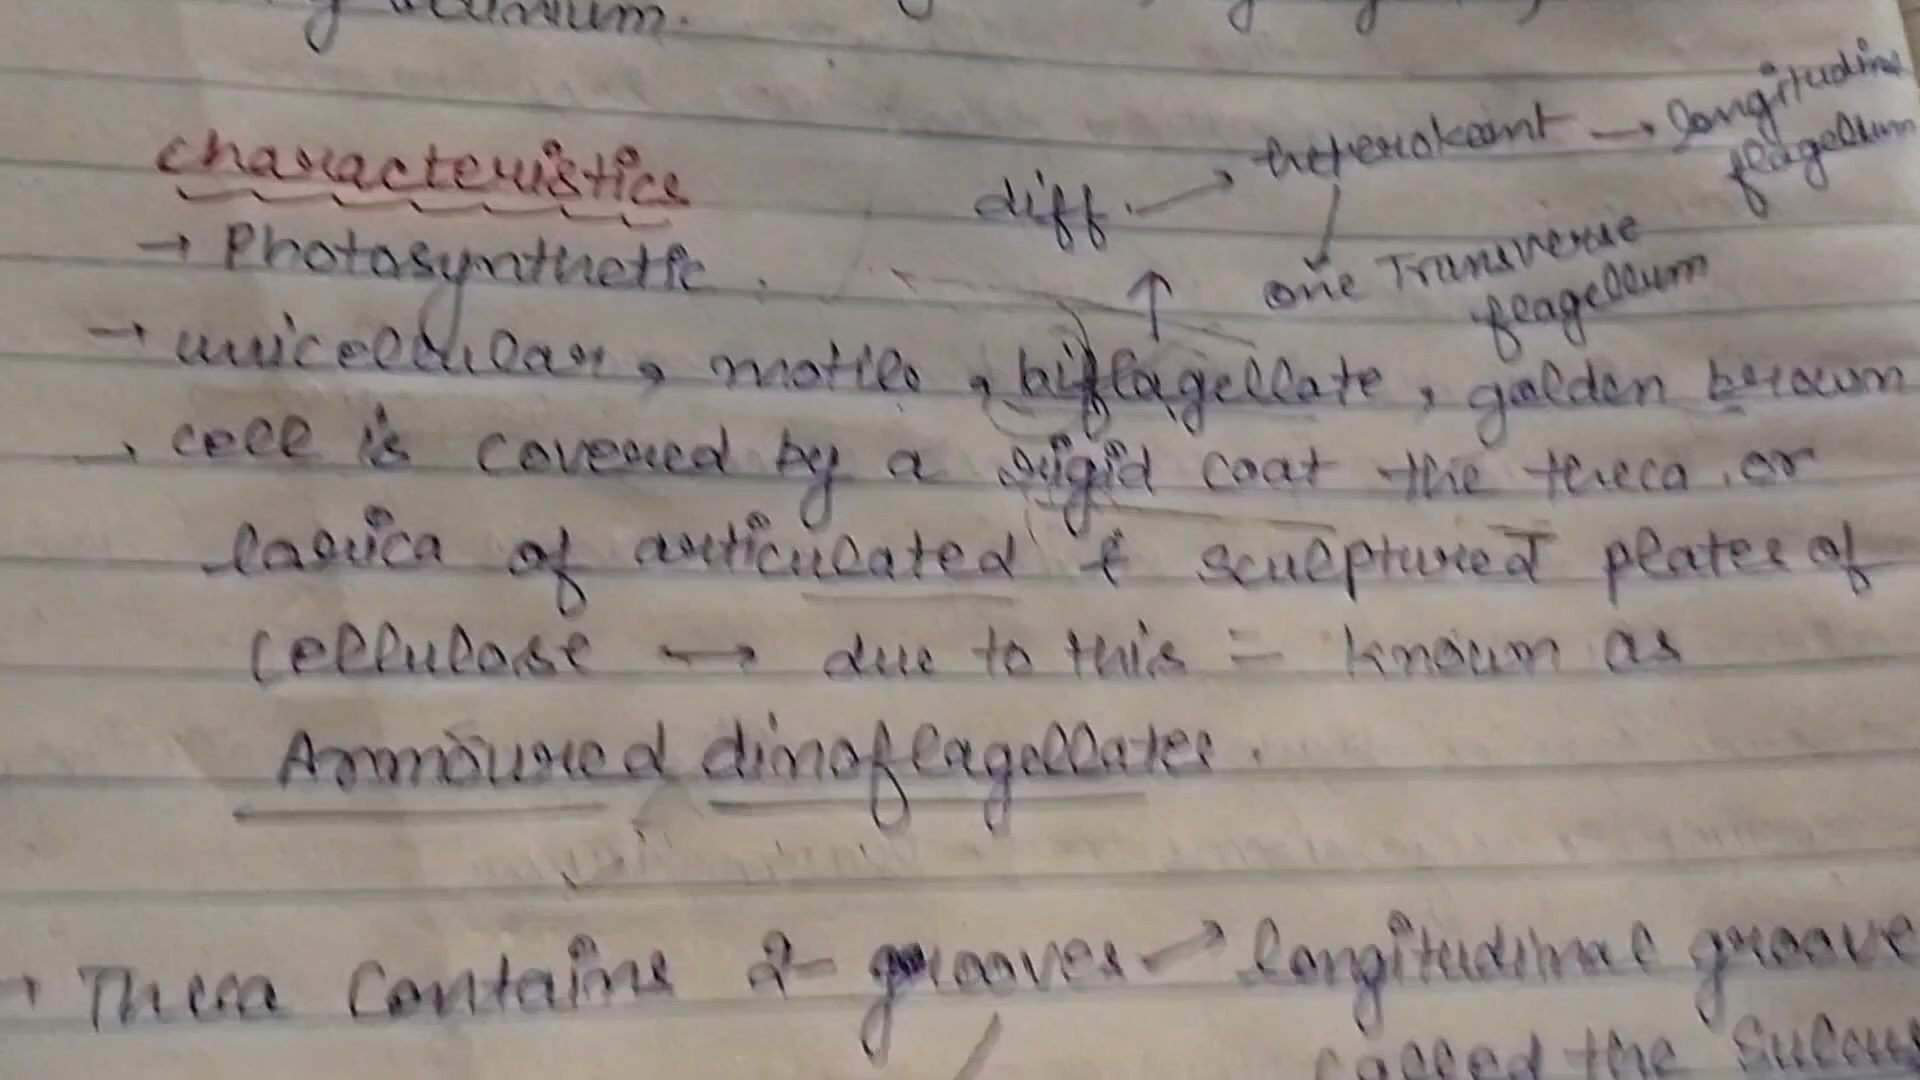 characteristics
diff. → heterokont → longitudinal flagellum
↓
one Transverse flagellum
→ Photosynthetic.
↑
→ unicellular, motile, biflagellate, golden brown
→ cell is covered by a rigid coat the theca or
lorica of articulated & sculptured plates of
cellulose → due to this = known as
Armoured dinoflagellates.
→ Theca contains 2- grooves → longitudinal groove
called the Sulcus